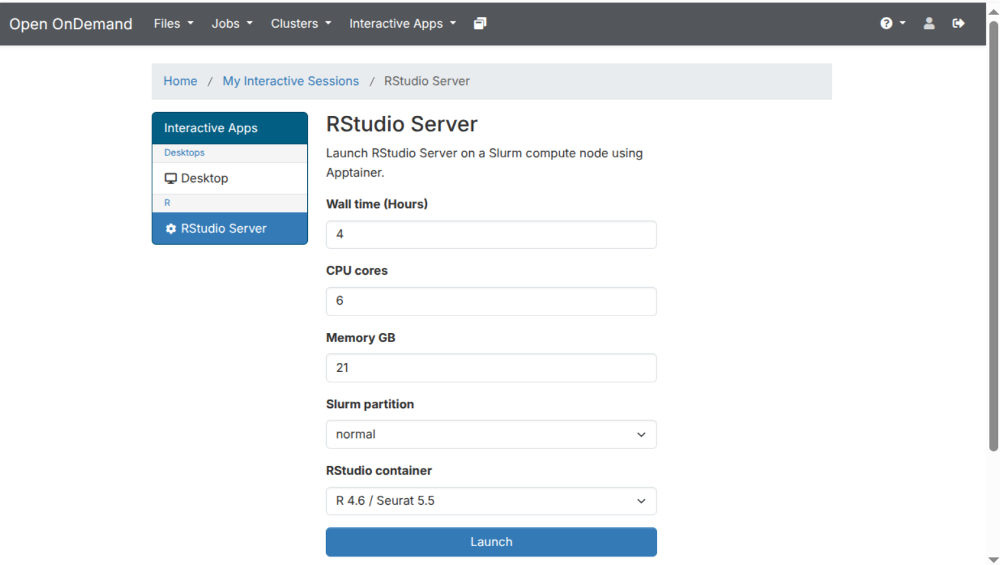 Open OnDemand Files Jobs Clusters Interactive Apps
Home / My Interactive Sessions / RStudio Server
Interactive Apps
Desktops
Desktop
R
RStudio Server
RStudio Server
Launch RStudio Server on a Slurm compute node using
Apptainer.
Wall time (Hours)
4
CPU cores
6
Memory GB
21
Slurm partition
normal
RStudio container
R 4.6 / Seurat 5.5
Launch